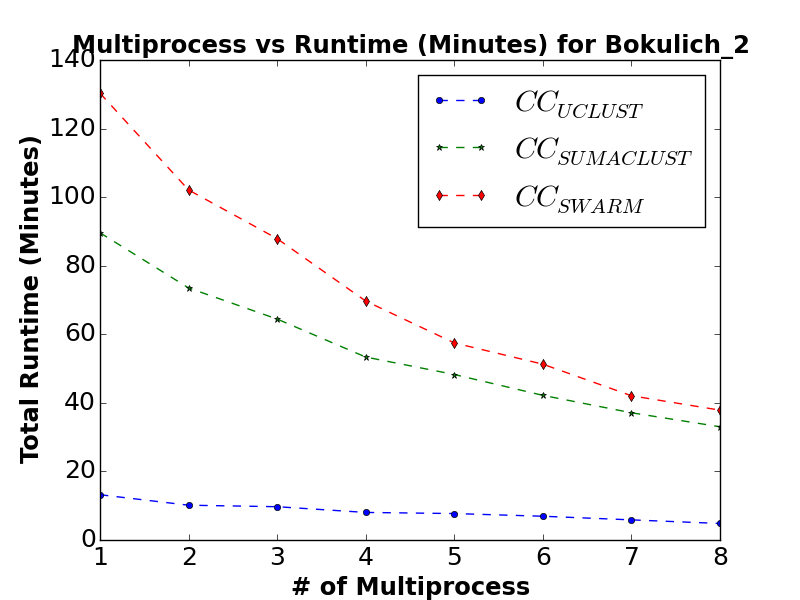 Multiprocess vs Runtime (Minutes) for Bokulich_2
140
120
100
80
60
40
20
0
Total Runtime (Minutes)
CC_UCLUST
CC_SUMACLUST
CC_SWARM
1 2 3 4 5 6 7 8
# of Multiprocess